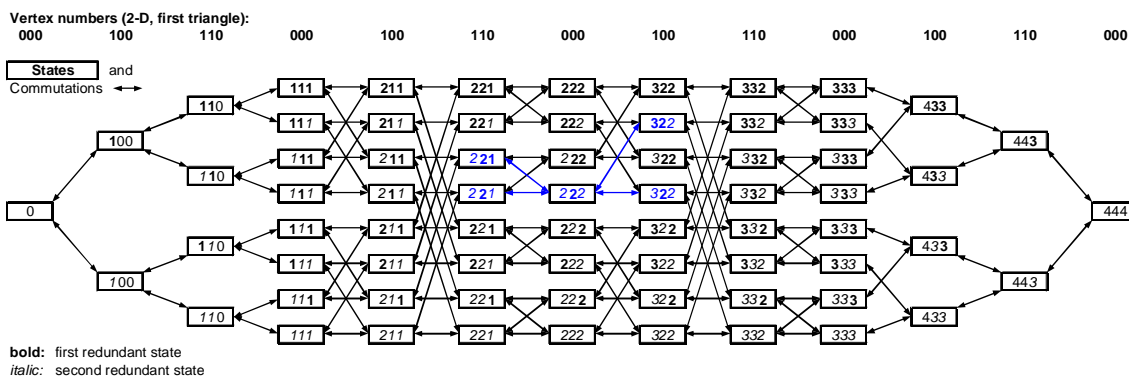 Vertex numbers (2-D, first triangle):
000 100 110 000 100 110 000 100 110 000 100 110 000
States and
Commutations
111 211 221 222 322 332 333
110 433
111 211 221 222 322 332 333
100 443
111 211 221 222 322 332 333
110 433
111 211 221 222 322 332 333
0 444
111 211 221 222 322 332 333
110 433
111 211 221 222 322 332 333
100 443
111 211 221 222 322 332 333
110 433
111 211 221 222 322 332 333
bold: first redundant state
italic: second redundant state